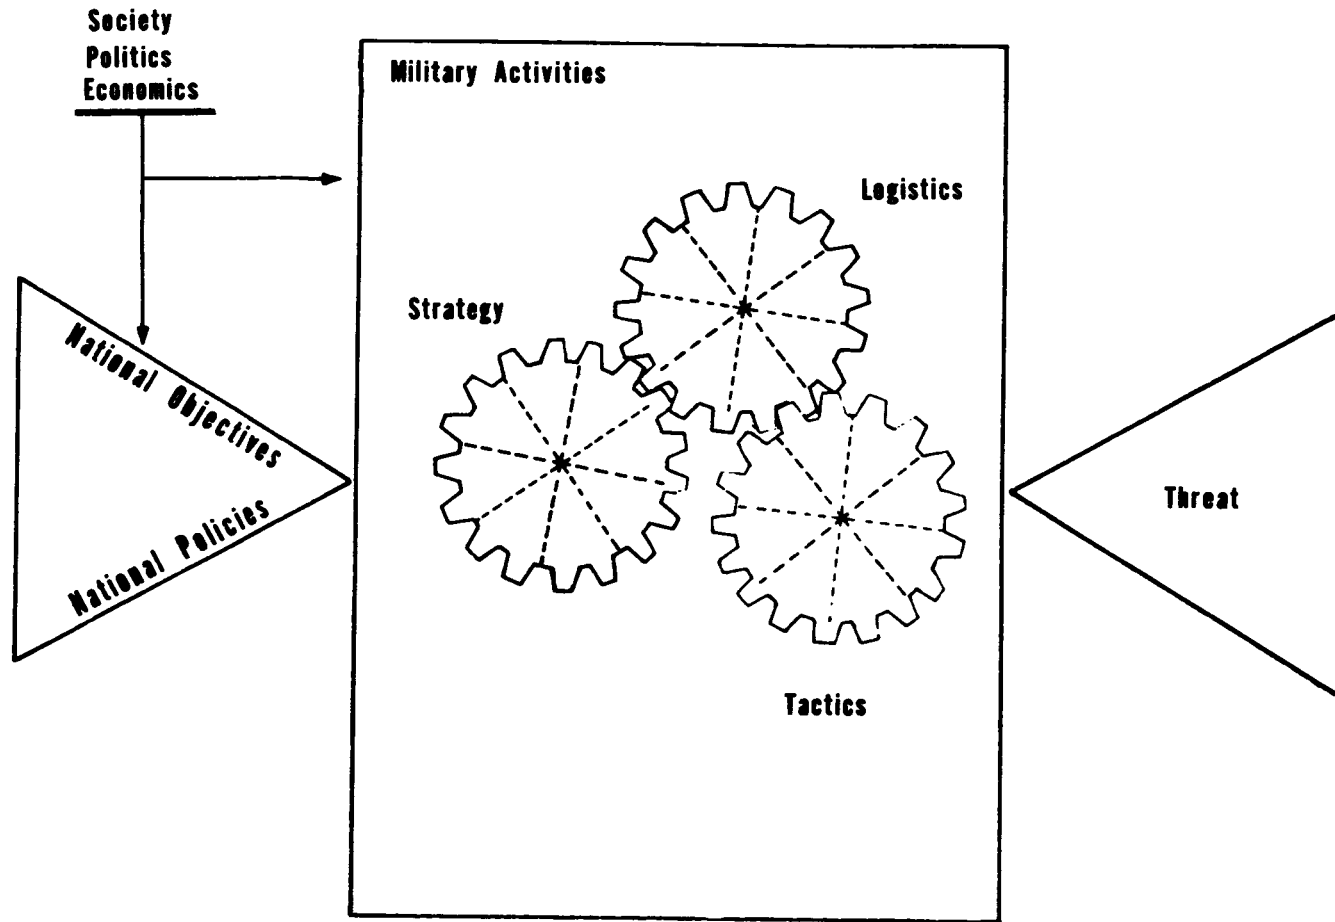 Society
Politics
Economics
Military Activities
Logistics
Strategy
National Objectives
National Policies
Threat
Tactics